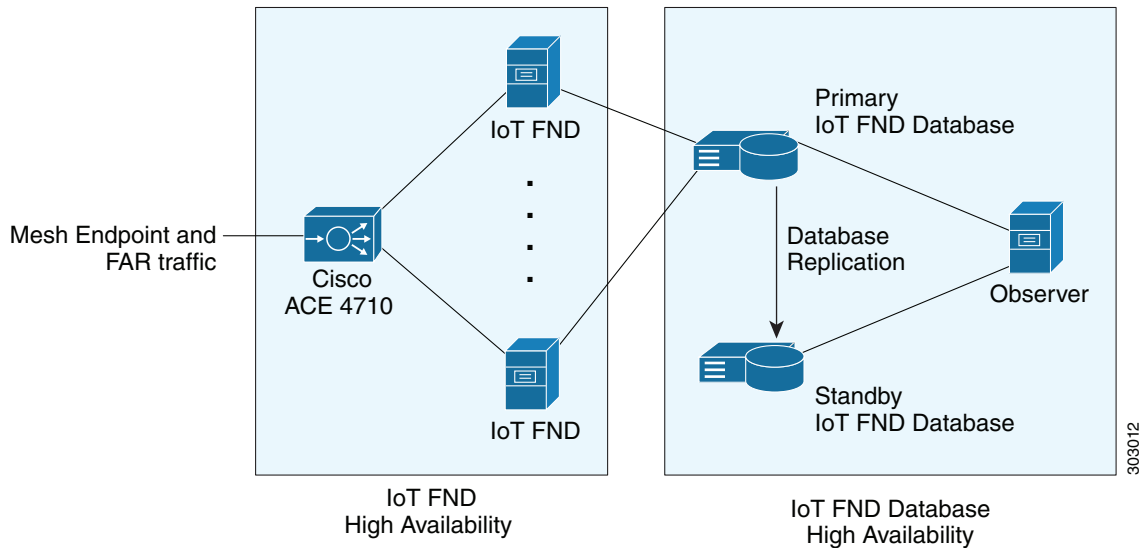 IoT FND
Primary
IoT FND Database
Mesh Endpoint and
FAR traffic
Cisco
ACE 4710
Database
Replication
Observer
IoT FND
Standby
IoT FND Database
303012
IoT FND
High Availability
IoT FND Database
High Availability